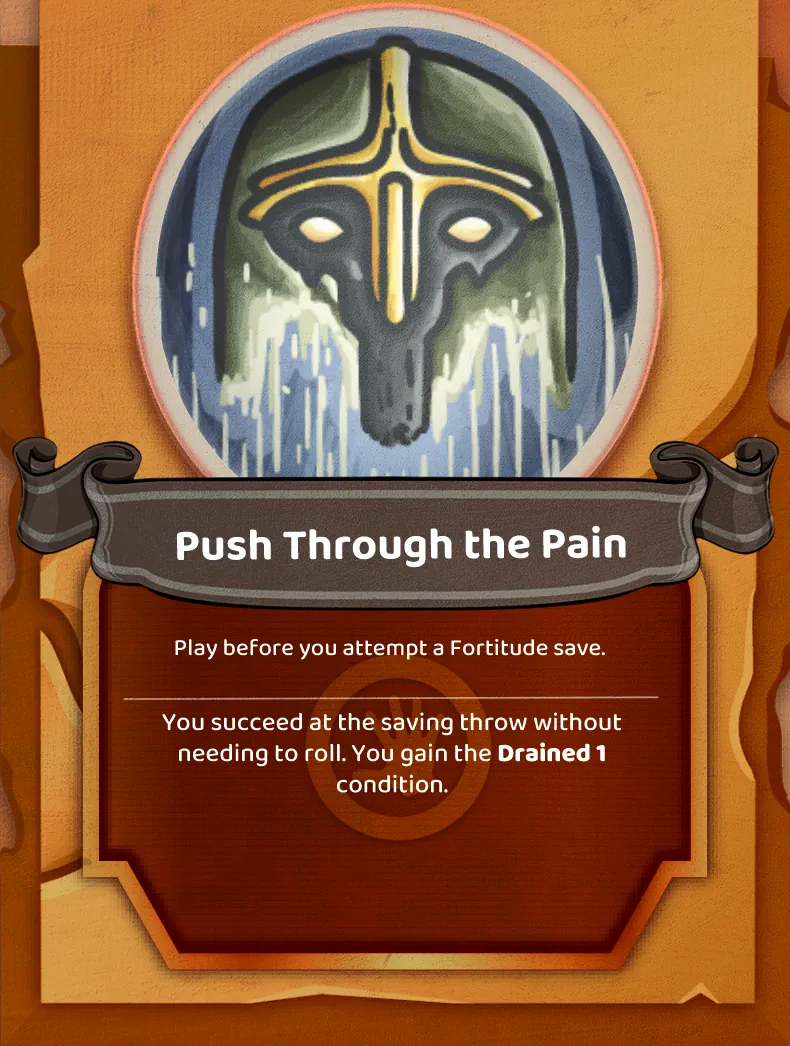 Push Through the Pain
Play before you attempt a Fortitude save.
You succeed at the saving throw without
needing to roll. You gain the Drained 1
condition.